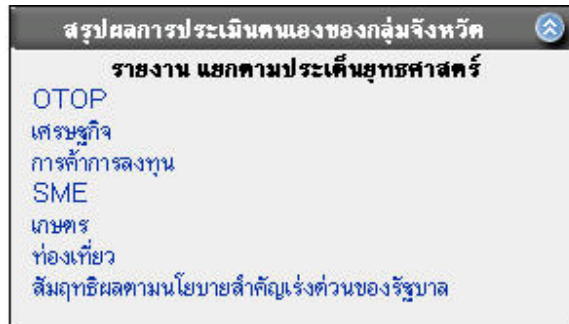 สรุปผลการประเมินตนเองของกลุ่มจังหวัด
รายงาน แยกตามประเด็นยุทธศาสตร์
OTOP
เศรษฐกิจ
การค้าการลงทุน
SME
เกษตร
ท่องเที่ยว
สัมฤทธิผลตามนโยบายสำคัญเร่งด่วนของรัฐบาล